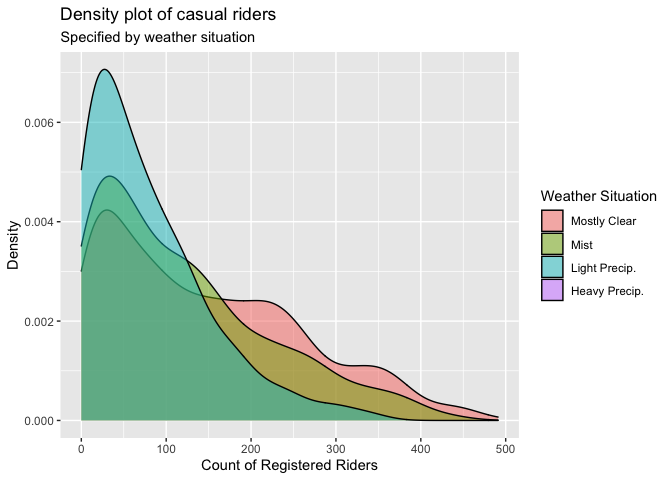 Density plot of casual riders
Specified by weather situation
Density
0.006
0.004
0.002
0.000
0
100
200
300
400
500
Count of Registered Riders
Weather Situation
Mostly Clear
Mist
Light Precip.
Heavy Precip.